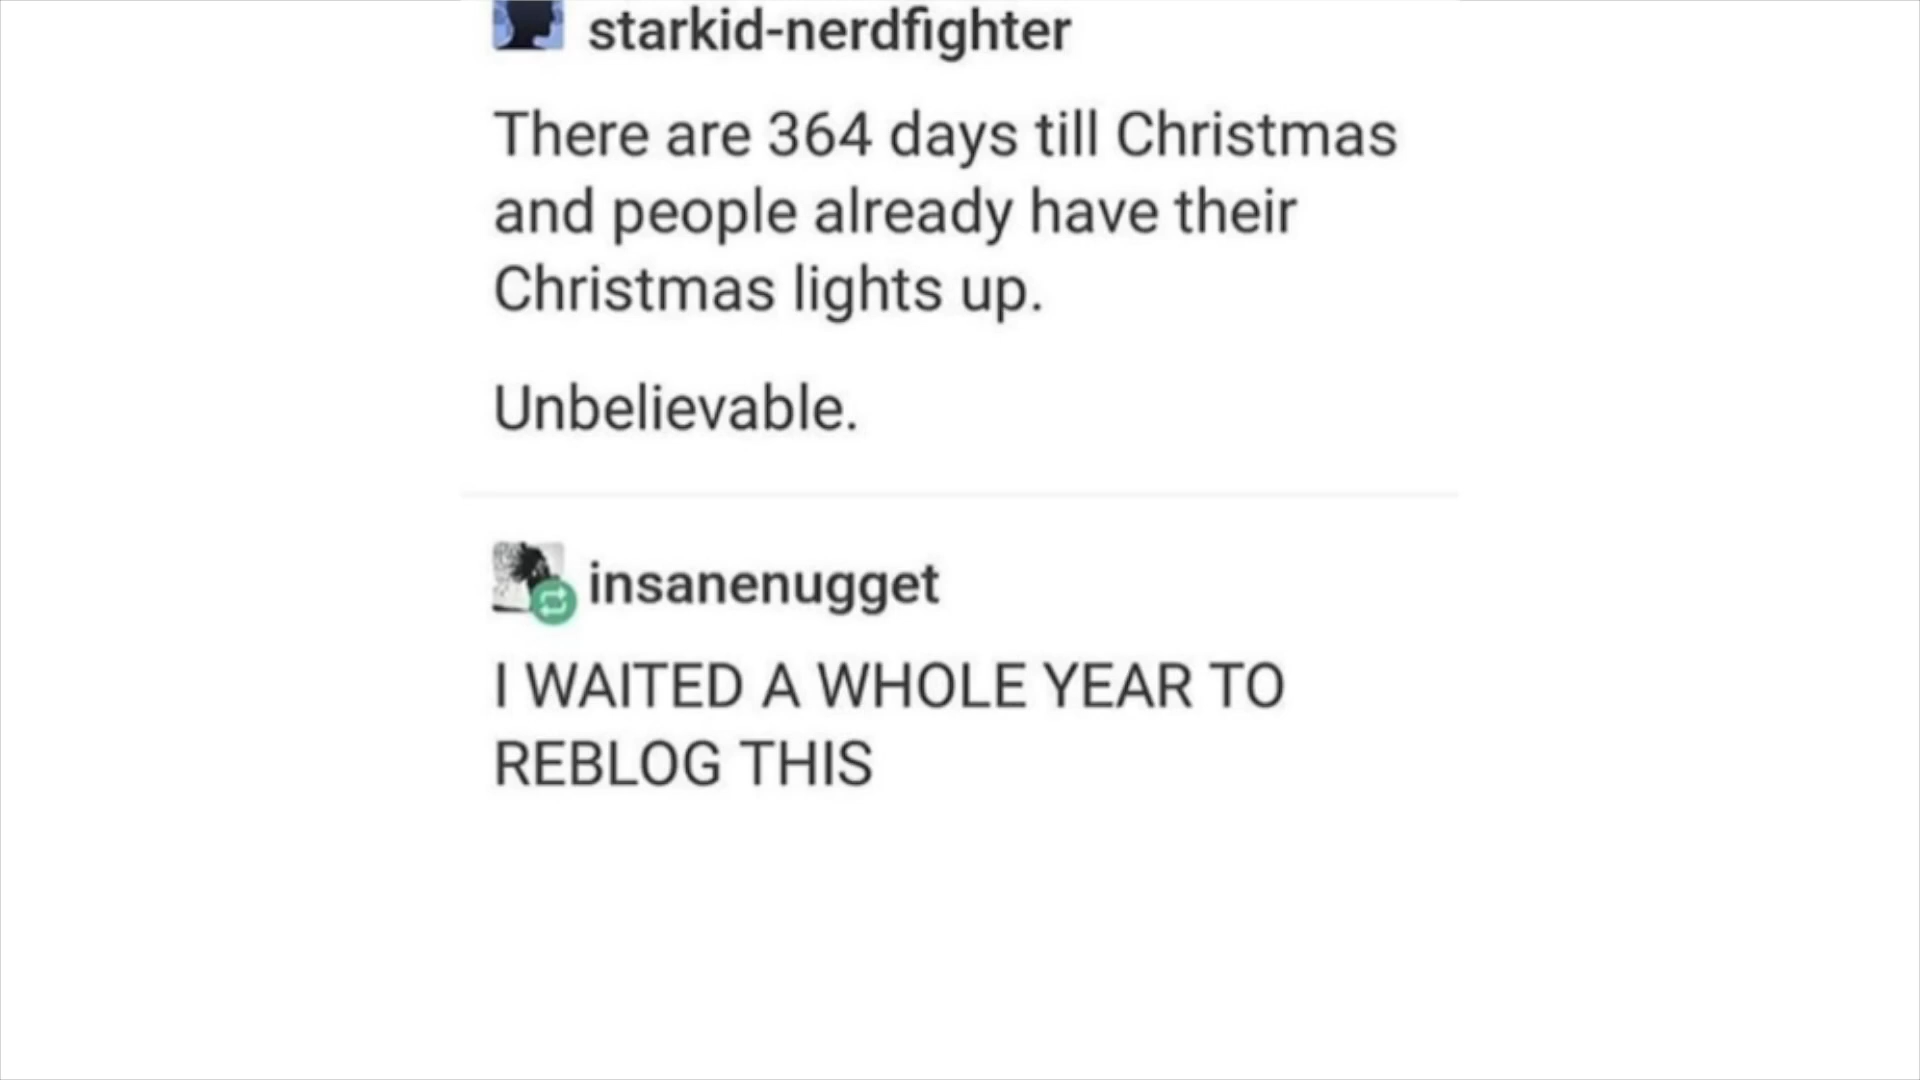 starkid-nerdfighter
There are 364 days till Christmas
and people already have their
Christmas lights up.
Unbelievable.
insanenugget
I WAITED A WHOLE YEAR TO
REBLOG THIS